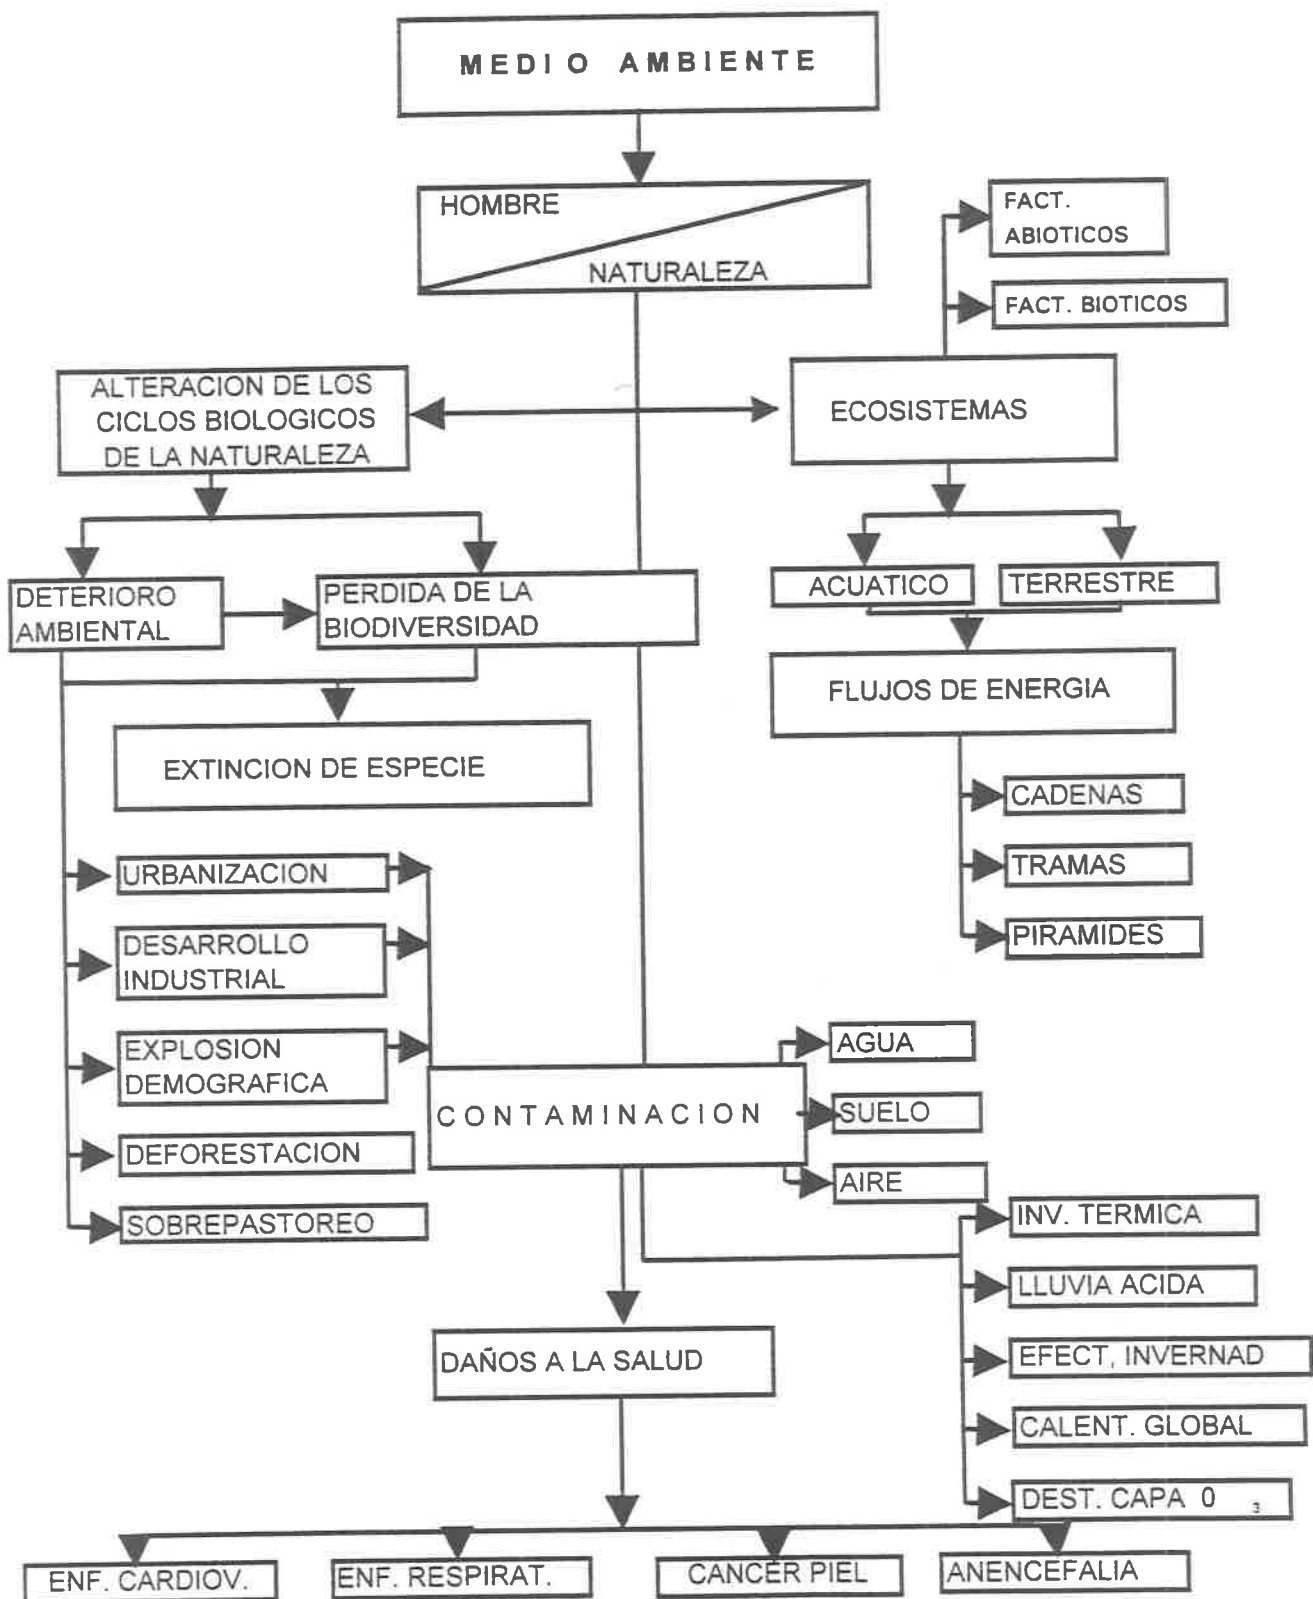 MEDIO AMBIENTE
HOMBRE
NATURALEZA
FACT.
ABIOTICOS
FACT. BIOTICOS
ALTERACION DE LOS
CICLOS BIOLOGICOS
DE LA NATURALEZA
ECOSISTEMAS
DETERIORO
AMBIENTAL
PERDIDA DE LA
BIODIVERSIDAD
ACUATICO
TERRESTRE
FLUJOS DE ENERGIA
EXTINCION DE ESPECIE
CADENAS
TRAMAS
PIRAMIDES
URBANIZACION
DESARROLLO
INDUSTRIAL
EXPLOSION
DEMOGRAFICA
DEFORESTACION
SOBREPASTOREO
CONTAMINACION
AGUA
SUELO
AIRE
INV. TERMICA
LLUVIA ACIDA
EFECT, INVERNAD
CALENT. GLOBAL
DEST. CAPA 0 3
DAÑOS A LA SALUD
ENF. CARDIOV.
ENF. RESPIRAT.
CANCER PIEL
ANENCEFALIA